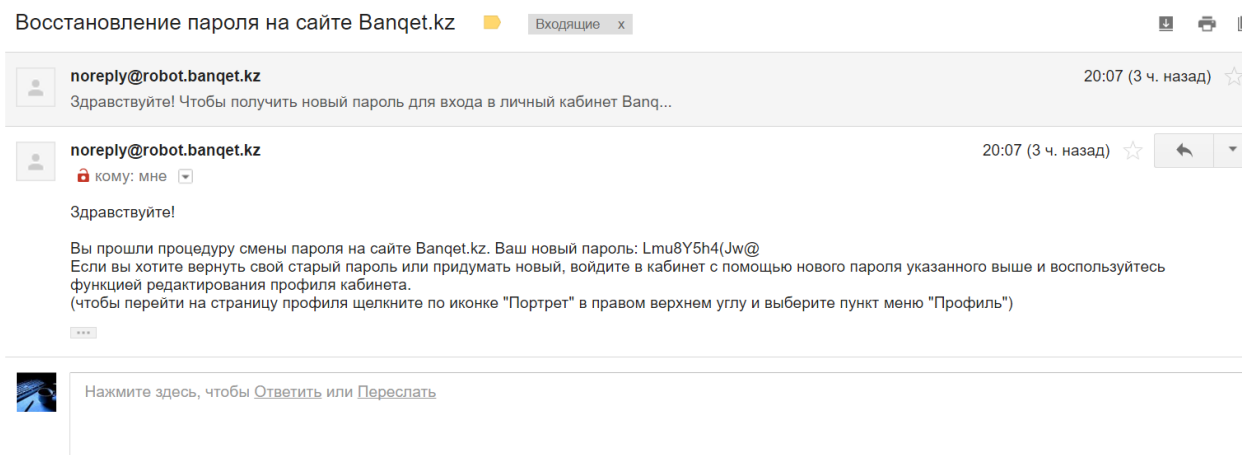 Восстановление пароля на сайте Banqet.kz
Входящие x
noreply@robot.banqet.kz
20:07 (3 ч. назад)
Здравствуйте! Чтобы получить новый пароль для входа в личный кабинет Banq...
noreply@robot.banqet.kz
20:07 (3 ч. назад)
кому: мне
Здравствуйте!
Вы прошли процедуру смены пароля на сайте Banqet.kz. Ваш новый пароль: Lmu8Y5h4(Jw@
Если вы хотите вернуть свой старый пароль или придумать новый, войдите в кабинет с помощью нового пароля указанного выше и воспользуйтесь
функцией редактирования профиля кабинета.
(чтобы перейти на страницу профиля щелкните по иконке "Портрет" в правом верхнем углу и выберите пункт меню "Профиль")
Нажмите здесь, чтобы Ответить или Переслать